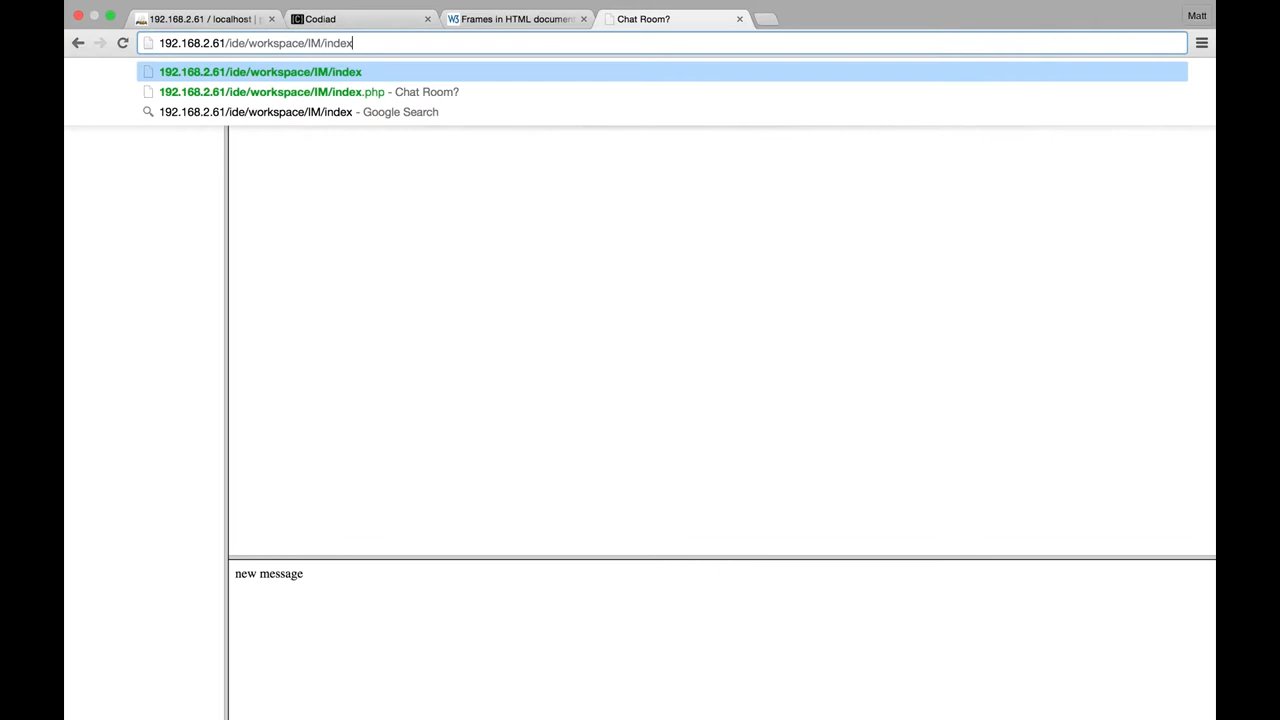 192.168.2.61 / localhost |
Codiad
Frames in HTML document
Chat Room?
Matt
192.168.2.61/ide/workspace/IM/index
192.168.2.61/ide/workspace/IM/index
192.168.2.61/ide/workspace/IM/index.php - Chat Room?
192.168.2.61/ide/workspace/IM/index - Google Search
new message